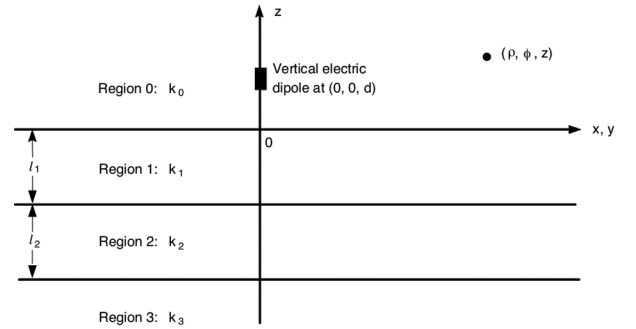 z
(ρ, ϕ, z)
Vertical electric
dipole at (0, 0, d)
Region 0: k₀
x, y
0
l₁
Region 1: k₁
l₂
Region 2: k₂
Region 3: k₃